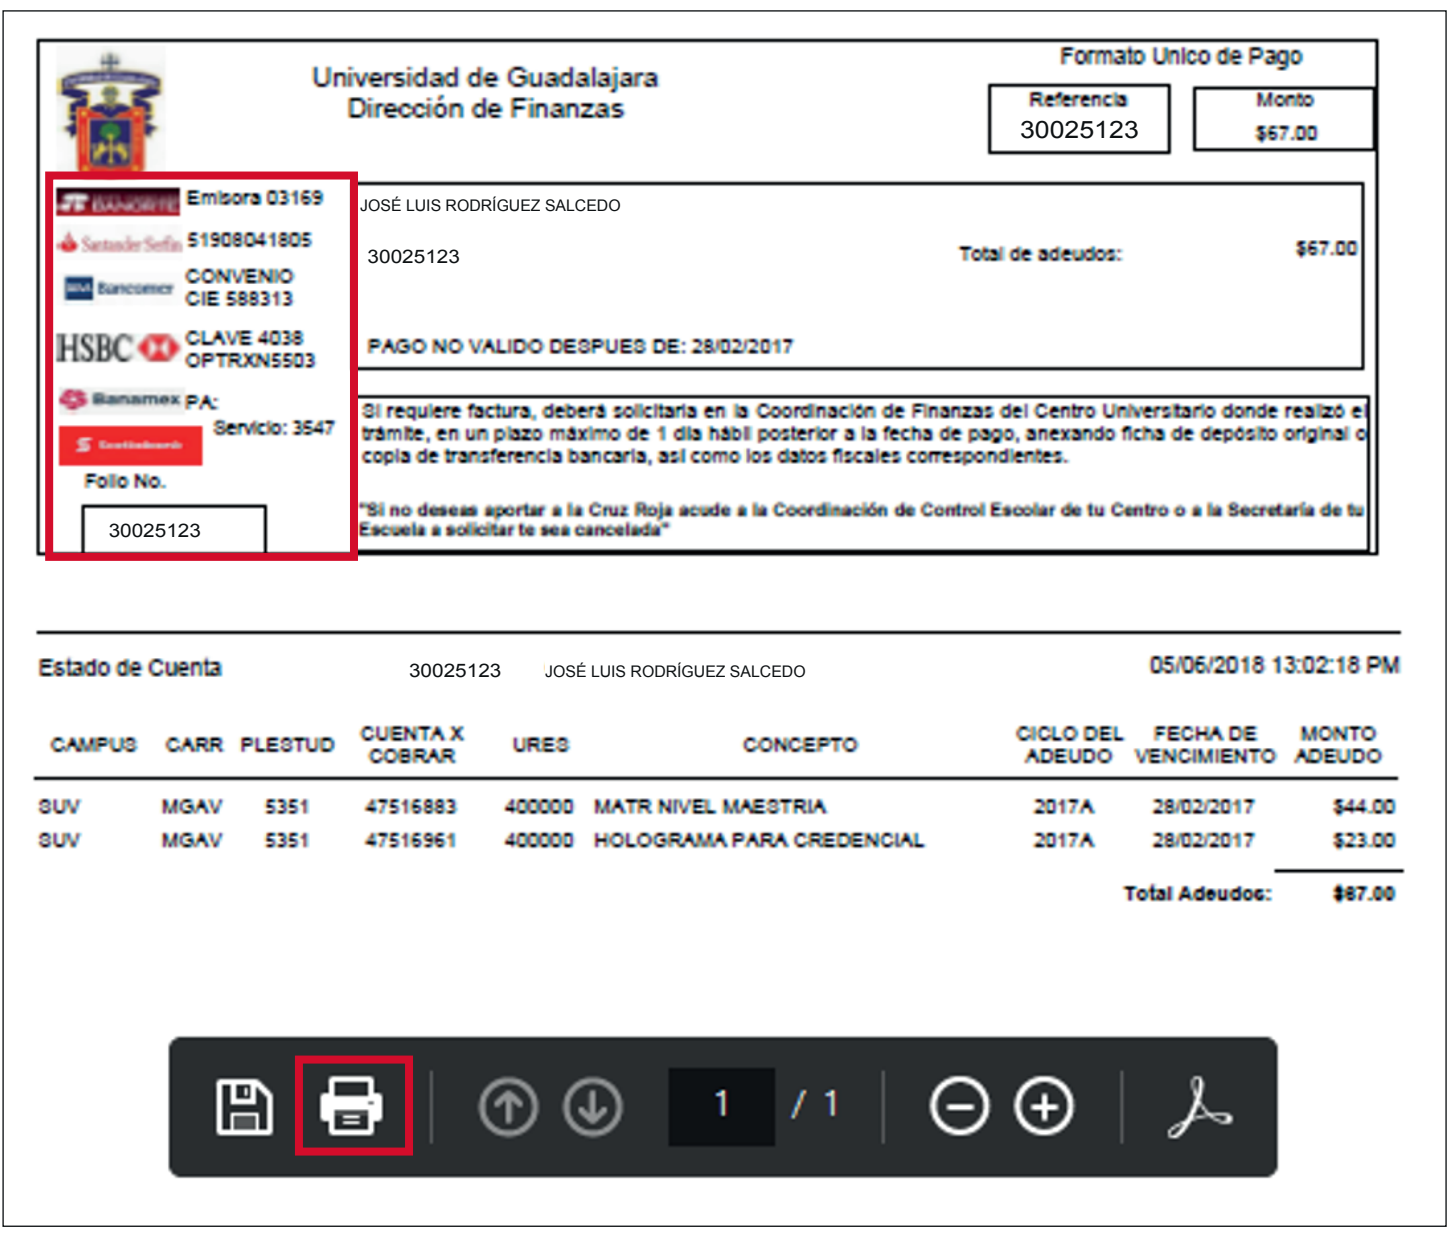 Universidad de Guadalajara
Dirección de Finanzas
Formato Unico de Pago
Referencia
30025123
Monto
$67.00
BANORTE Emisora 03169
Santander Serfin 51908041805
BBVA Bancomer CONVENIO
CIE 588313
HSBC CLAVE 4038
OPTRXN5503
Banamex PA:
Servicio: 3547
Scotiabank
Folio No.
30025123
JOSÉ LUIS RODRÍGUEZ SALCEDO
30025123
Total de adeudos: $67.00
PAGO NO VALIDO DESPUES DE: 28/02/2017
Si requiere factura, deberá solicitarla en la Coordinación de Finanzas del Centro Universitario donde realizó el
trámite, en un plazo máximo de 1 día hábil posterior a la fecha de pago, anexando ficha de depósito original o
copia de transferencia bancaria, así como los datos fiscales correspondientes.
"Si no deseas aportar a la Cruz Roja acude a la Coordinación de Control Escolar de tu Centro o a la Secretaría de tu
Escuela a solicitar te sea cancelada"
Estado de Cuenta 30025123 JOSÉ LUIS RODRÍGUEZ SALCEDO 05/06/2018 13:02:18 PM
CAMPUS CARR PLESTUD CUENTA X COBRAR URES CONCEPTO CICLO DEL ADEUDO FECHA DE VENCIMIENTO MONTO ADEUDO
SUV MGAV 5351 47516883 400000 MATR NIVEL MAESTRIA 2017A 28/02/2017 $44.00
SUV MGAV 5351 47516961 400000 HOLOGRAMA PARA CREDENCIAL 2017A 28/02/2017 $23.00
Total Adeudos: $67.00
1 / 1